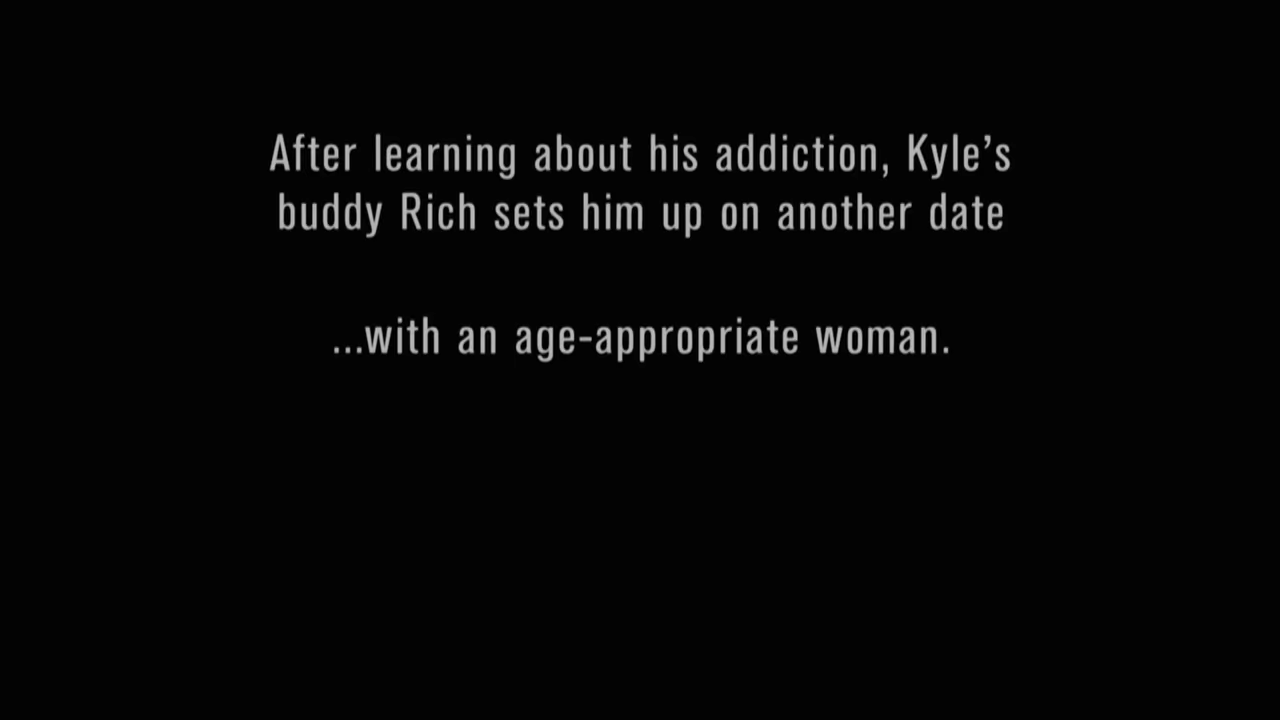 After learning about his addiction, Kyle’s
buddy Rich sets him up on another date
...with an age-appropriate woman.